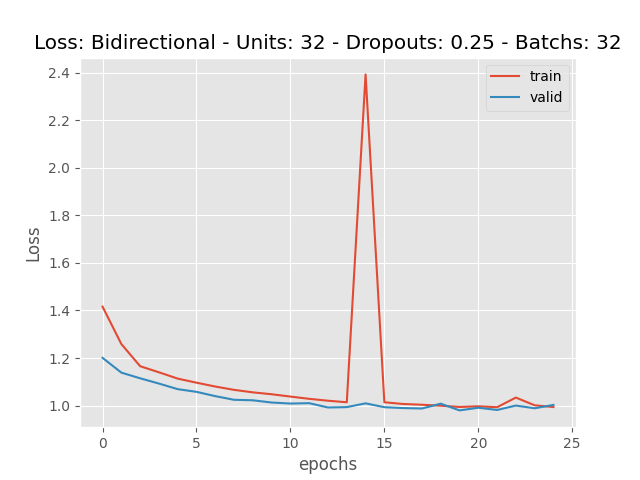 Loss: Bidirectional - Units: 32 - Dropouts: 0.25 - Batchs: 32
train
valid
2.4
2.2
2.0
1.8
1.6
1.4
1.2
1.0
Loss
0
5
10
15
20
25
epochs